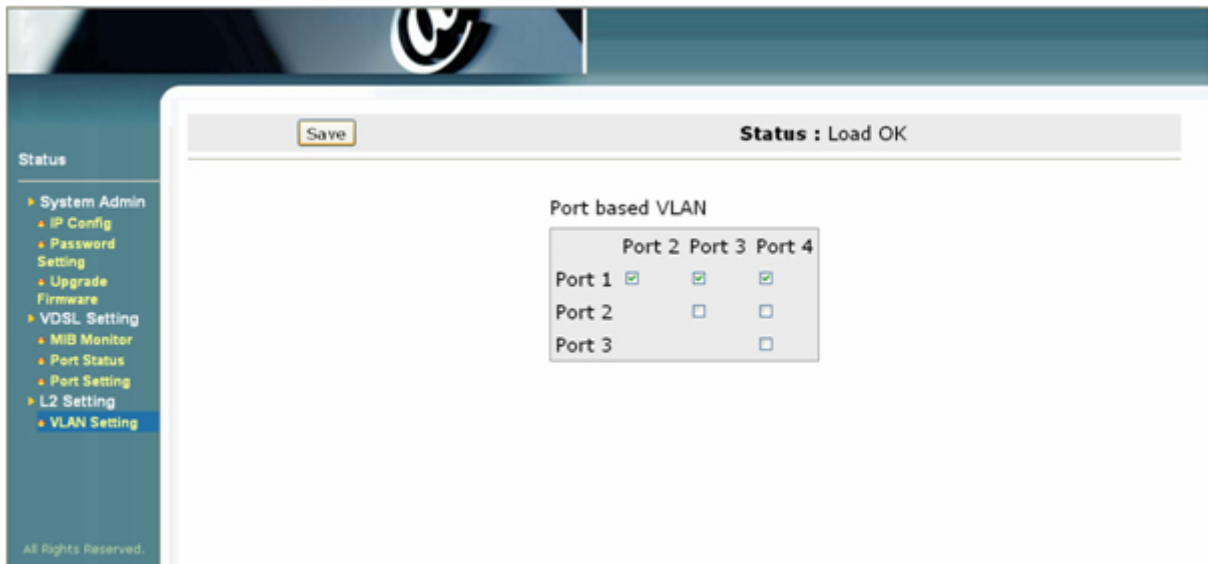 Save
Status : Load OK
Status
System Admin
IP Config
Password
Setting
Upgrade
Firmware
VDSL Setting
MIB Monitor
Port Status
Port Setting
L2 Setting
VLAN Setting
All Rights Reserved.
Port based VLAN
Port 2 Port 3 Port 4
Port 1
Port 2
Port 3